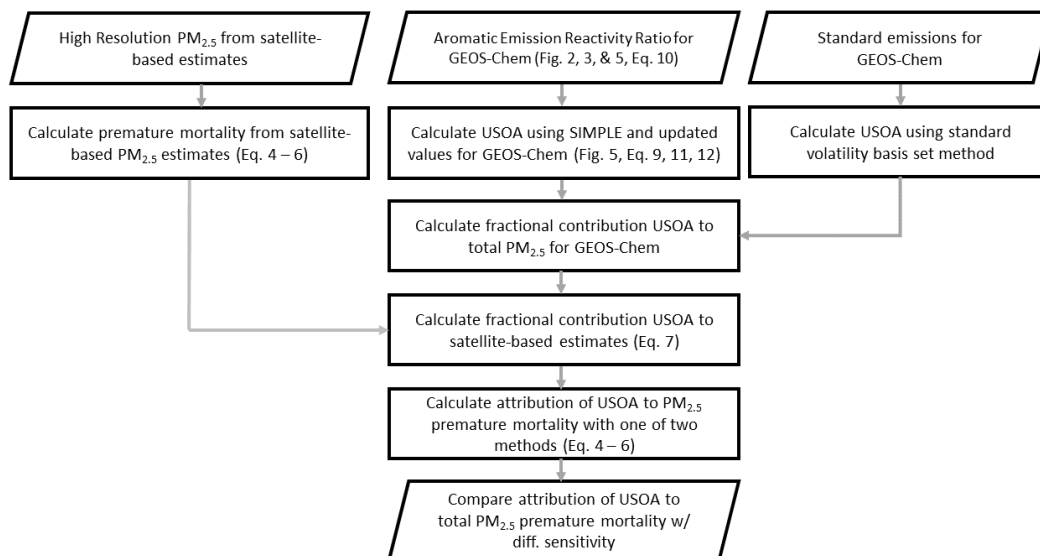 High Resolution PM2.5 from satellite-
based estimates
Aromatic Emission Reactivity Ratio for
GEOS-Chem (Fig. 2, 3, & 5, Eq. 10)
Standard emissions for
GEOS-Chem
Calculate premature mortality from satellite-
based PM2.5 estimates (Eq. 4 – 6)
Calculate USOA using SIMPLE and updated
values for GEOS-Chem (Fig. 5, Eq. 9, 11, 12)
Calculate USOA using standard
volatility basis set method
Calculate fractional contribution USOA to
total PM2.5 for GEOS-Chem
Calculate fractional contribution USOA to
satellite-based estimates (Eq. 7)
Calculate attribution of USOA to PM2.5
premature mortality with one of two
methods (Eq. 4 – 6)
Compare attribution of USOA to
total PM2.5 premature mortality w/
diff. sensitivity